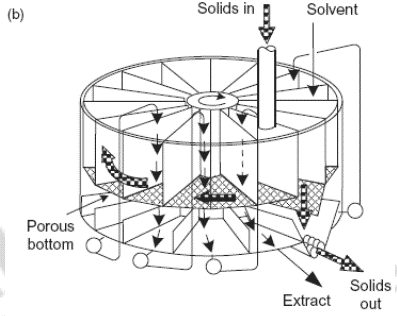 (b)
Solids in
Solvent
Porous
bottom
Extract
Solids
out